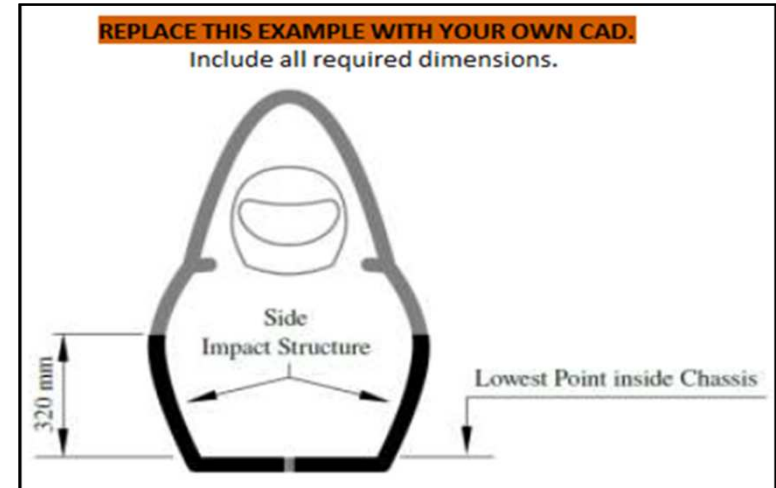 REPLACE THIS EXAMPLE WITH YOUR OWN CAD.
Include all required dimensions.
Side
Impact Structure
320 mm
Lowest Point inside Chassis